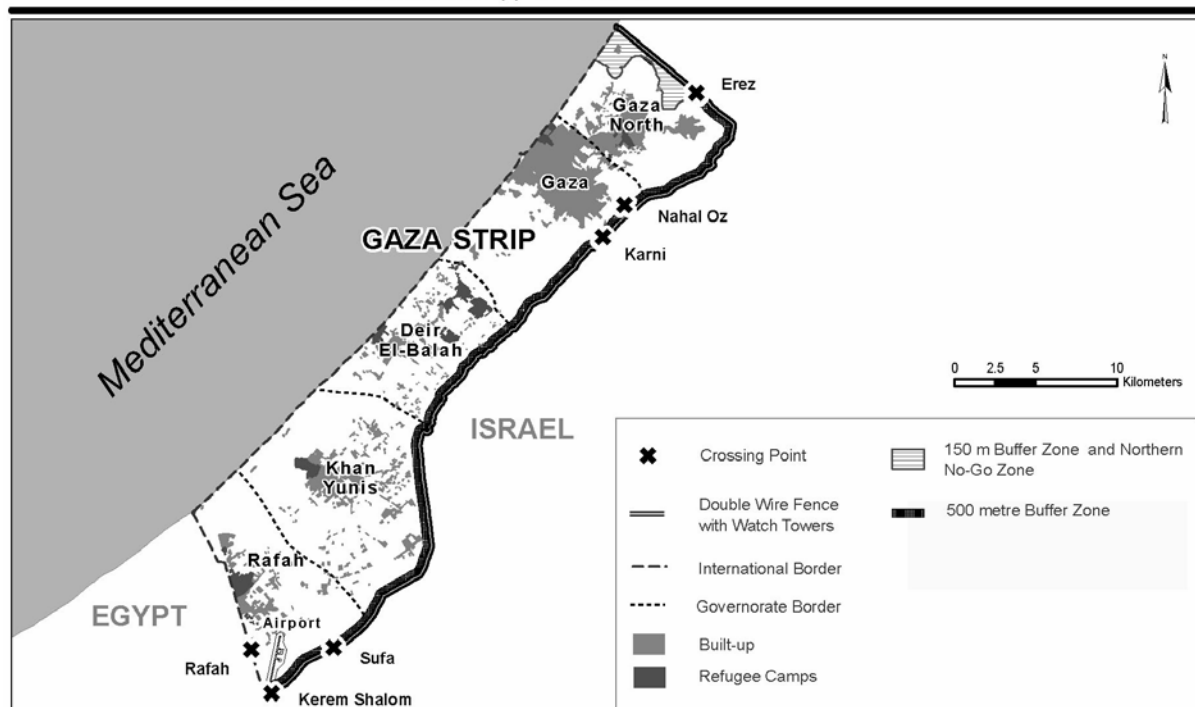 N
Erez
Gaza
North
Gaza
Nahal Oz
GAZA STRIP
Karni
Mediterranean Sea
Deir
El-Balah
0 2.5 5 10
Kilometers
ISRAEL
Khan
Yunis
Rafah
EGYPT
Airport
Rafah
Sufa
Kerem Shalom
Crossing Point
Double Wire Fence
with Watch Towers
International Border
Governorate Border
Built-up
Refugee Camps
150 m Buffer Zone and Northern
No-Go Zone
500 metre Buffer Zone